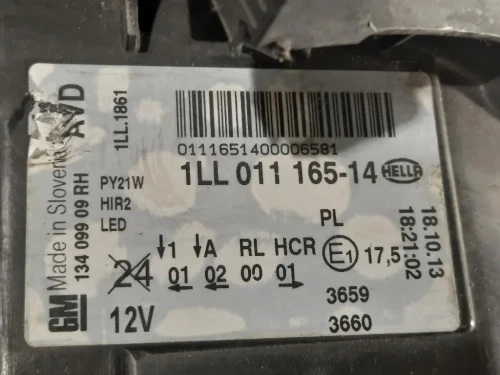 GM Made in Slovenia AVD
134 099 09 RH
1LL.1861
0111651400006581
1LL 011 165-14 HELLA
PY21W
HIR2
LED
PL
↓1 ↓A RL HCR E1 17,5
24 01 02 00 01
12V
3659
3660
18.10.13
18:21:02